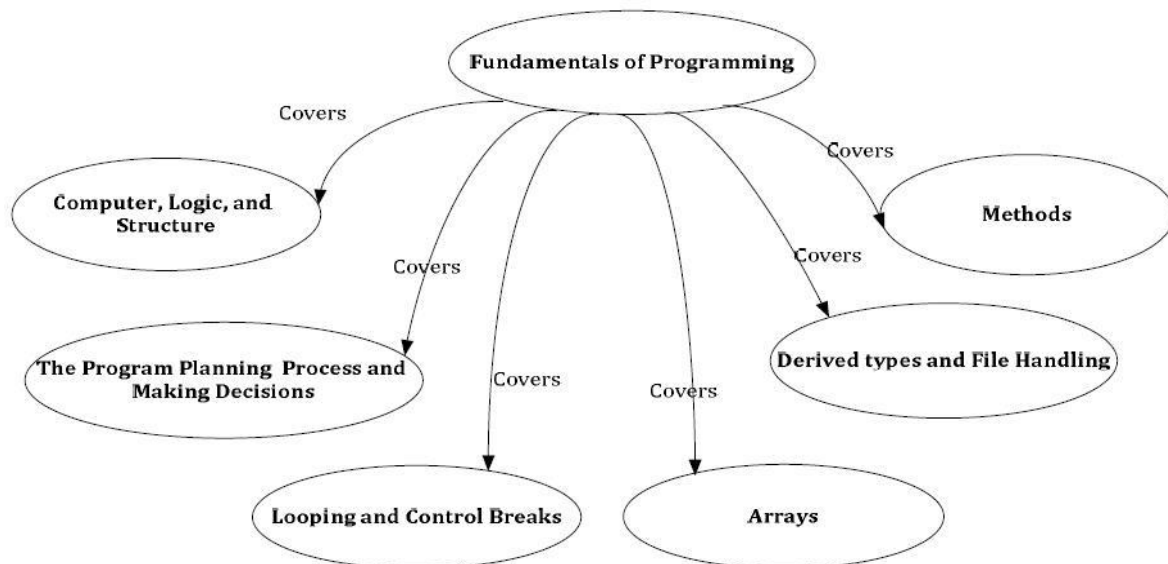 Fundamentals of Programming
Covers
Covers
Computer, Logic, and
Structure
Methods
Covers
Covers
The Program Planning Process and
Making Decisions
Derived types and File Handling
Covers
Covers
Looping and Control Breaks
Arrays